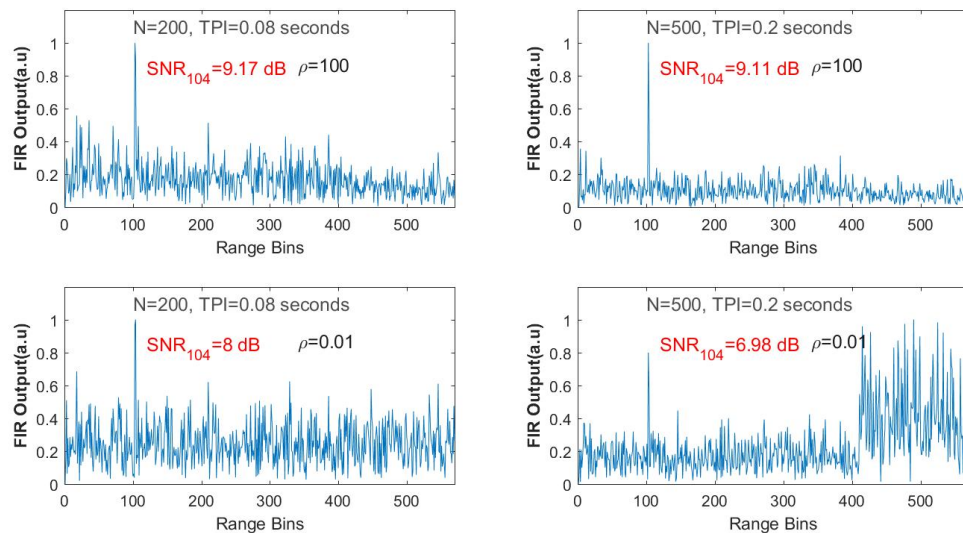 N=200, TPI=0.08 seconds
SNR104=9.17 dB ρ=100
FIR Output(a.u)
1
0.8
0.6
0.4
0.2
0
0 100 200 300 400 500
Range Bins
N=500, TPI=0.2 seconds
SNR104=9.11 dB ρ=100
FIR Output(a.u)
1
0.8
0.6
0.4
0.2
0
0 100 200 300 400 500
Range Bins
N=200, TPI=0.08 seconds
SNR104=8 dB ρ=0.01
FIR Output(a.u)
1
0.8
0.6
0.4
0.2
0
0 100 200 300 400 500
Range Bins
N=500, TPI=0.2 seconds
SNR104=6.98 dB ρ=0.01
FIR Output(a.u)
1
0.8
0.6
0.4
0.2
0
0 100 200 300 400 500
Range Bins